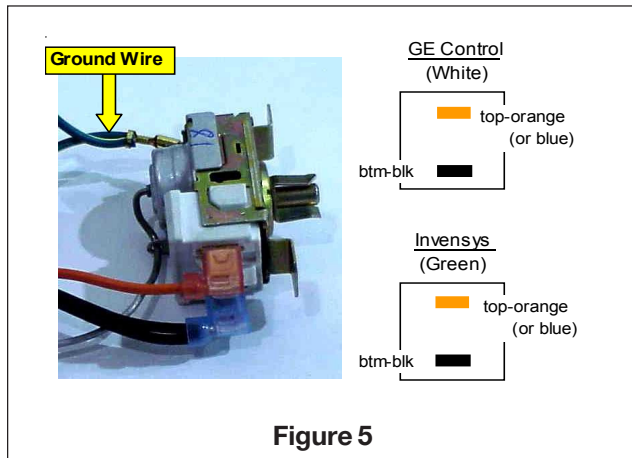 Ground Wire
GE Control
(White)
top-orange
(or blue)
btm-blk
Invensys
(Green)
top-orange
(or blue)
btm-blk
Figure 5